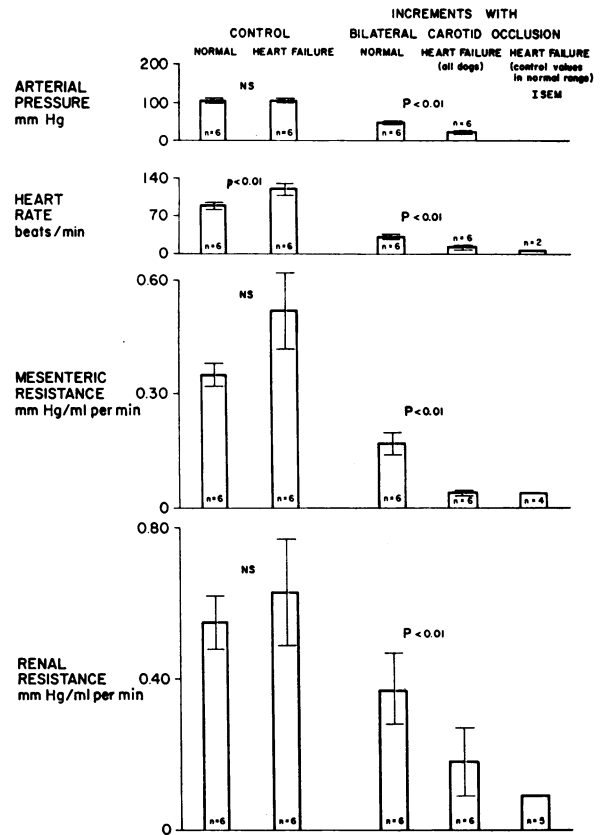 INCREMENTS WITH
CONTROL BILATERAL CAROTID OCCLUSION
NORMAL HEART FAILURE NORMAL HEART FAILURE HEART FAILURE
(all dogs) (control values
in normal range)
I SEM
ARTERIAL
PRESSURE
mm Hg
200
100
0
NS
P < 0.01
n=6 n=6 n=6 n=6
HEART
RATE
beats/min
140
70
0
p<0.01
P < 0.01
n=6 n=6 n=6 n=6 n=2
MESENTERIC
RESISTANCE
mm Hg/ml per min
0.60
0.30
0
NS
P<0.01
n=6 n=6 n=6 n=6 n=4
RENAL
RESISTANCE
mm Hg/ml per min
0.80
0.40
0
NS
P < 0.01
n=6 n=6 n=6 n=6 n=5